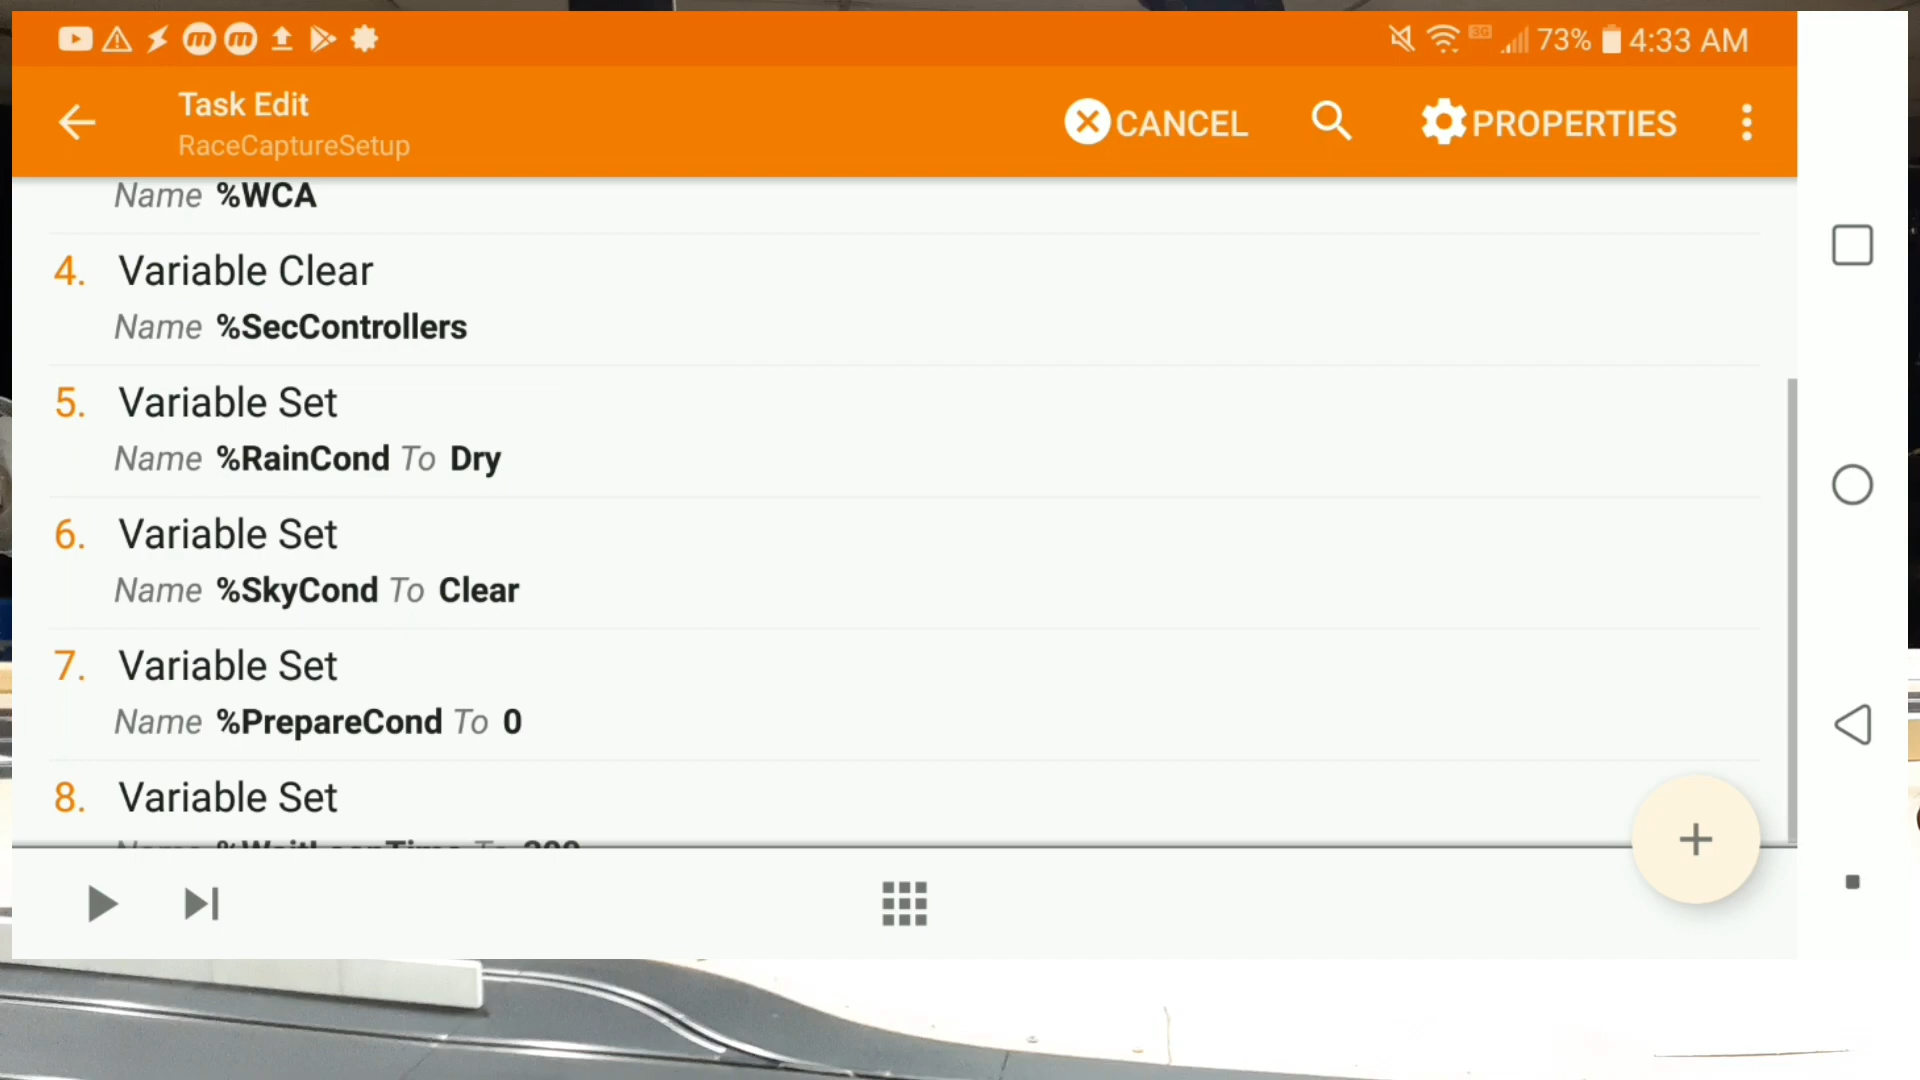 3G 73% 4:33 AM
Task Edit
RaceCaptureSetup
CANCEL
PROPERTIES
Name %WCA
4. Variable Clear
Name %SecControllers
5. Variable Set
Name %RainCond To Dry
6. Variable Set
Name %SkyCond To Clear
7. Variable Set
Name %PrepareCond To 0
8. Variable Set